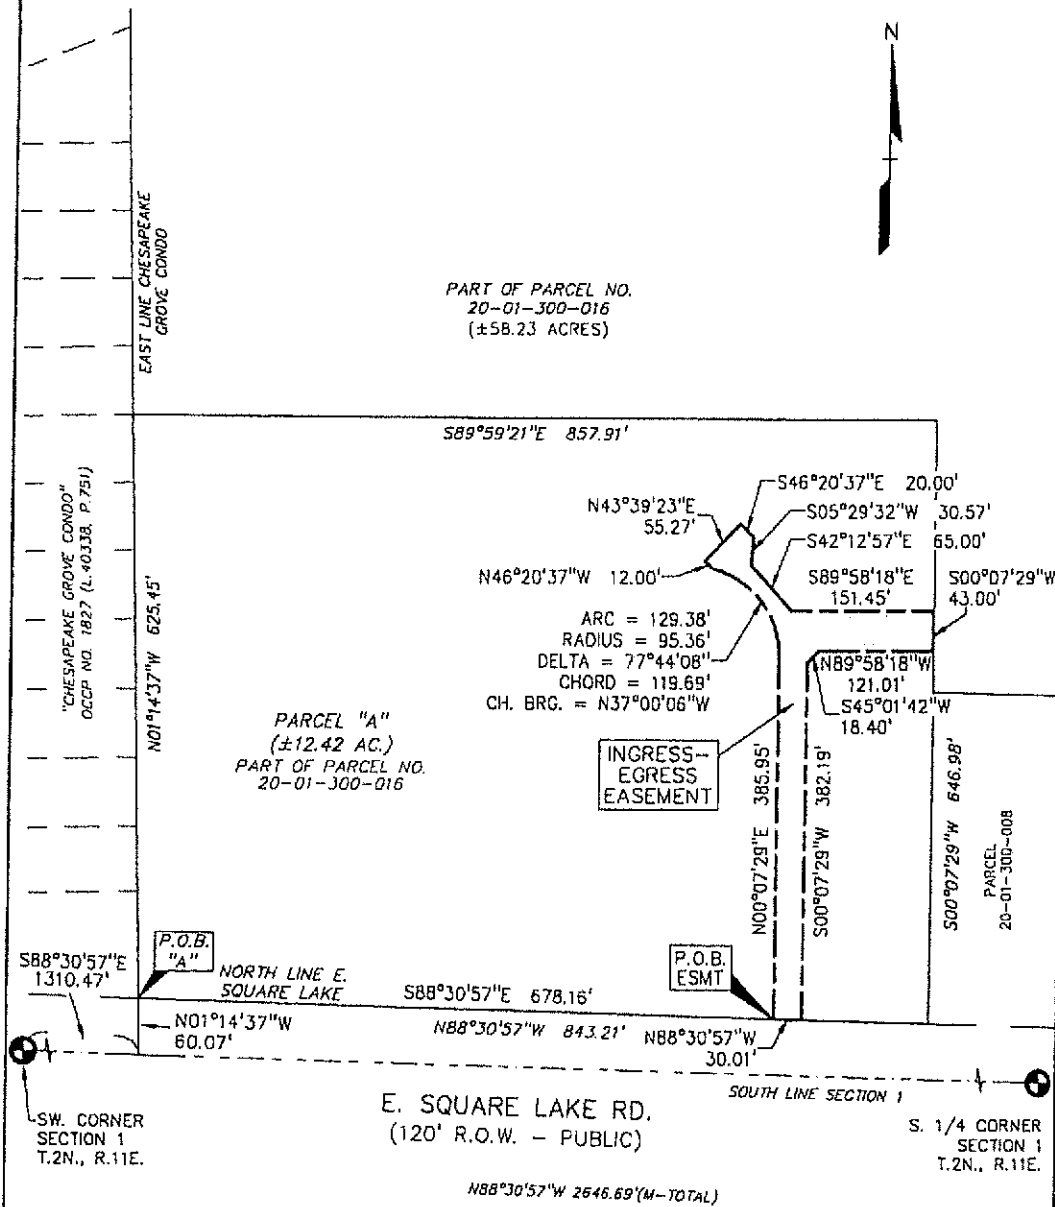 N
EAST LINE CHESAPEAKE
GROVE CONDO
PART OF PARCEL NO.
20-01-300-016
(±58.23 ACRES)
S89°59'21"E 857.91'
"CHESAPEAKE GROVE CONDO"
OCCP NO. 1827 (L.40338, P.751)
N01°14'37"W 625.45'
N43°39'23"E
55.27'
S46°20'37"E 20.00'
S05°29'32"W 30.57'
S42°12'57"E 65.00'
N46°20'37"W 12.00'
S89°58'18"E
151.45'
S00°07'29"W
43.00'
ARC = 129.38'
RADIUS = 95.36'
DELTA = 77°44'08"
CHORD = 119.69'
CH. BRG. = N37°00'06"W
N89°58'18"W
121.01'
S45°01'42"W
18.40'
PARCEL "A"
(±12.42 AC.)
PART OF PARCEL NO.
20-01-300-016
INGRESS-
EGRESS
EASEMENT
N00°07'29"E 385.95'
S00°07'29"W 382.19'
S00°07'29"W 646.98'
PARCEL
20-01-300-008
P.O.B.
"A"
P.O.B.
ESMT
S88°30'57"E
1310.47'
NORTH LINE E.
SQUARE LAKE
S88°30'57"E 678.16'
N01°14'37"W
60.07'
N88°30'57"W 843.21'
N88°30'57"W
30.01'
SOUTH LINE SECTION 1
SW. CORNER
SECTION 1
T.2N., R.11E.
E. SQUARE LAKE RD.
(120' R.O.W. - PUBLIC)
S. 1/4 CORNER
SECTION 1
T.2N., R.11E.
N88°30'57"W 2646.69'(M-TOTAL)